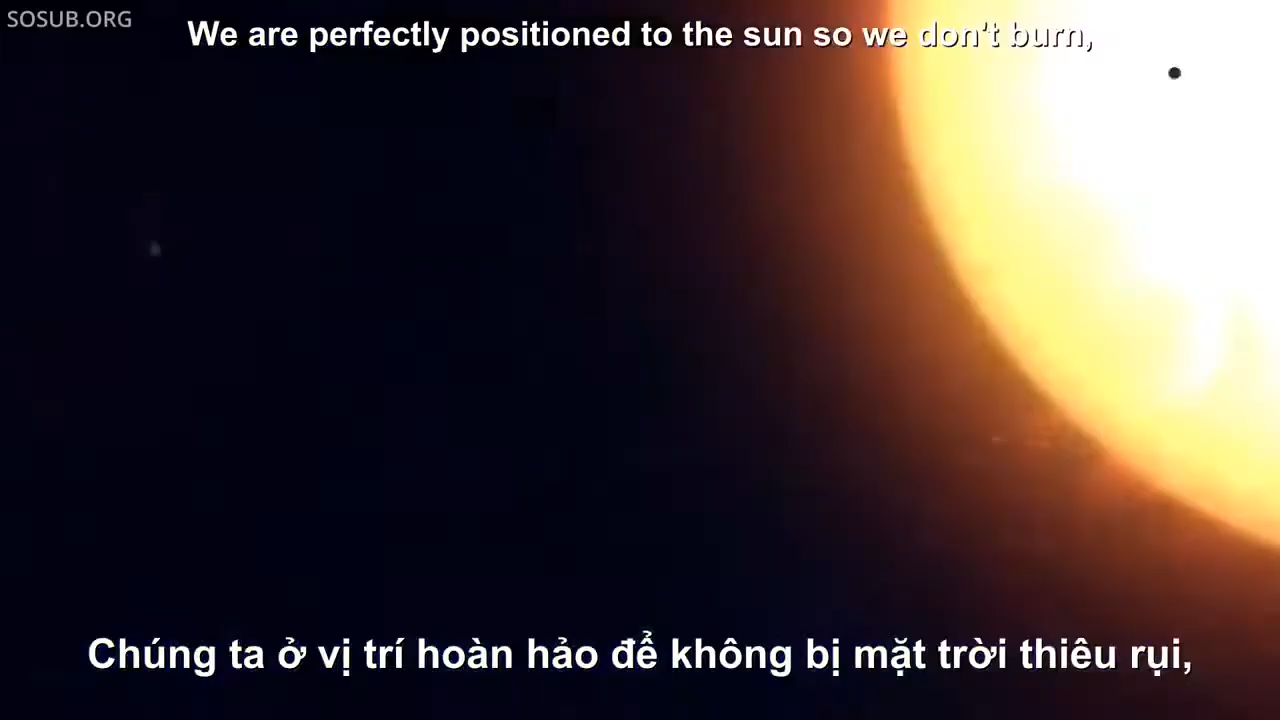 SOSUB.ORG
We are perfectly positioned to the sun so we don't burn,
Chúng ta ở vị trí hoàn hảo để không bị mặt trời thiêu rụi,